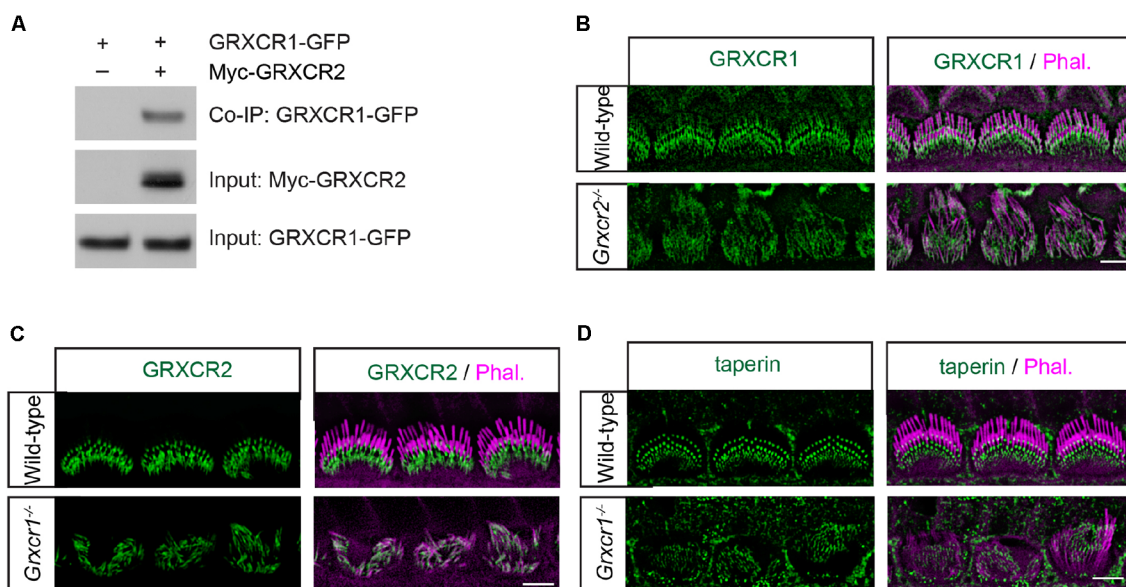 A
+ + GRXCR1-GFP
– + Myc-GRXCR2
Co-IP: GRXCR1-GFP
Input: Myc-GRXCR2
Input: GRXCR1-GFP
B
GRXCR1 GRXCR1 / Phal.
Wild-type
Grxcr2-/-
C
GRXCR2 GRXCR2 / Phal.
Wild-type
Grxcr1-/-
D
taperin taperin / Phal.
Wild-type
Grxcr1-/-